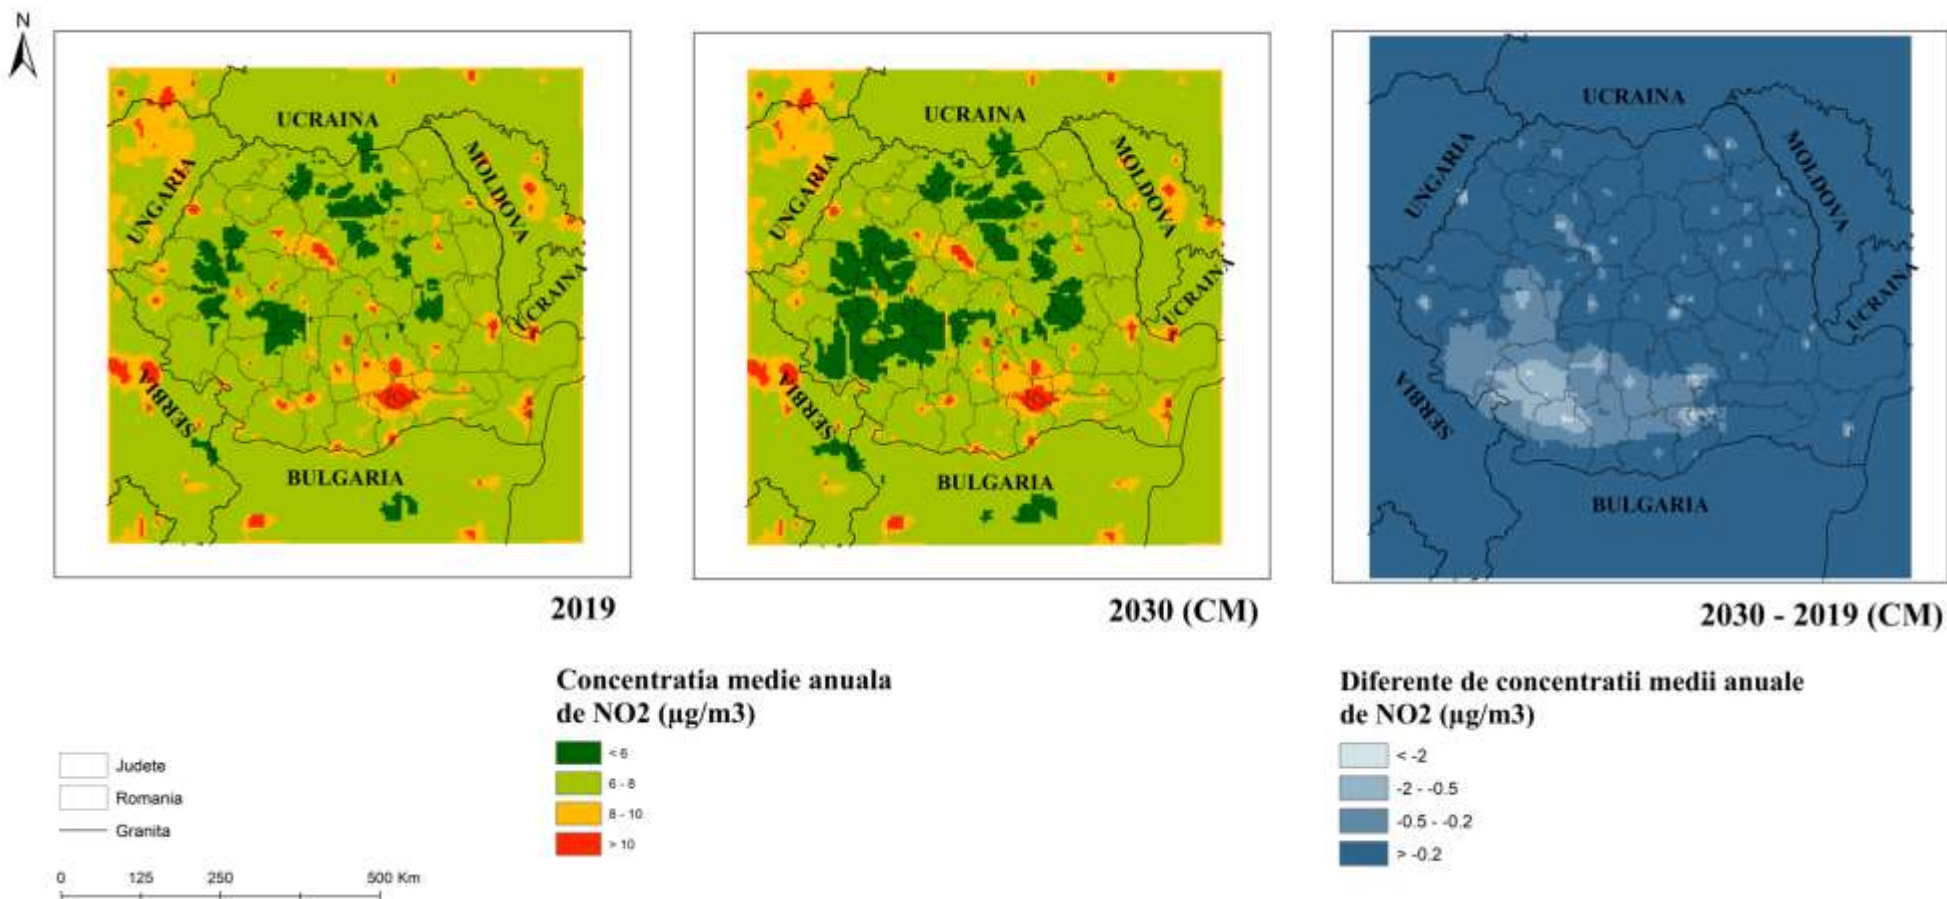 N
UCRAINA
UNGARIA
MOLDOVA
UCRAINA
SERBIA
BULGARIA
2019
UCRAINA
UNGARIA
MOLDOVA
UCRAINA
SERBIA
BULGARIA
2030 (CM)
UCRAINA
UNGARIA
MOLDOVA
UCRAINA
SERBIA
BULGARIA
2030 - 2019 (CM)
Judete
Romania
Granita
0 125 250 500 Km
Concentratia medie anuala
de NO2 (µg/m3)
< 6
6 - 8
8 - 10
> 10
Diferente de concentratii medii anuale
de NO2 (µg/m3)
< -2
-2 - -0.5
-0.5 - -0.2
> -0.2